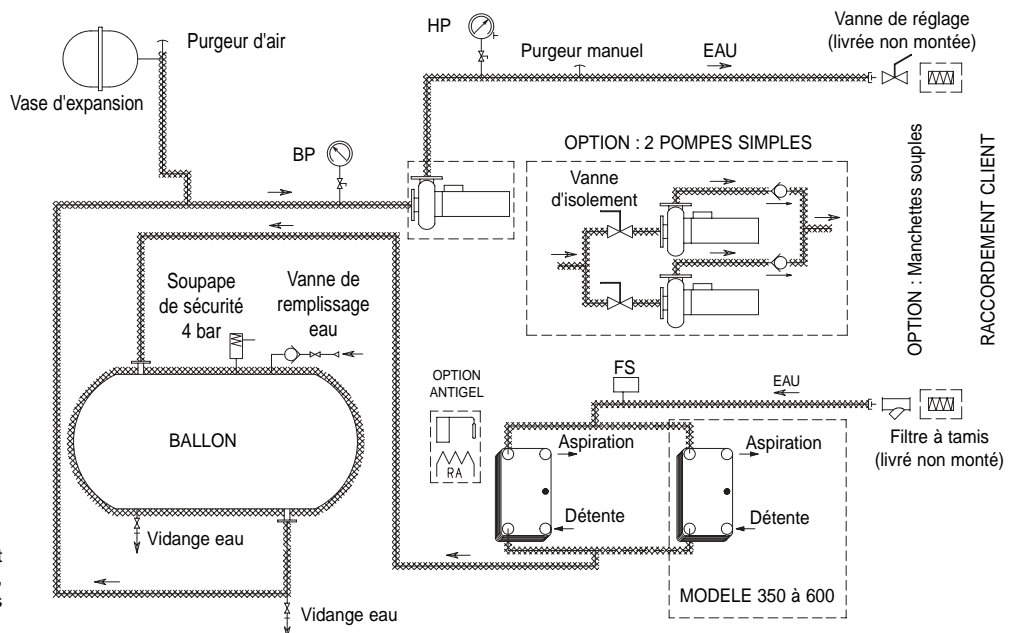 Purgeur d'air
Vase d'expansion
HP
Purgeur manuel
EAU
Vanne de réglage
(livrée non montée)
BP
OPTION : 2 POMPES SIMPLES
Vanne
d'isolement
OPTION : Manchettes souples
RACCORDEMENT CLIENT
Soupape
de sécurité
4 bar
Vanne de
remplissage
eau
BALLON
OPTION
ANTIGEL
RA
FS
EAU
Filtre à tamis
(livré non monté)
Aspiration
Aspiration
Détente
Détente
MODELE 350 à 600
Vidange eau
Vidange eau
t
,
s